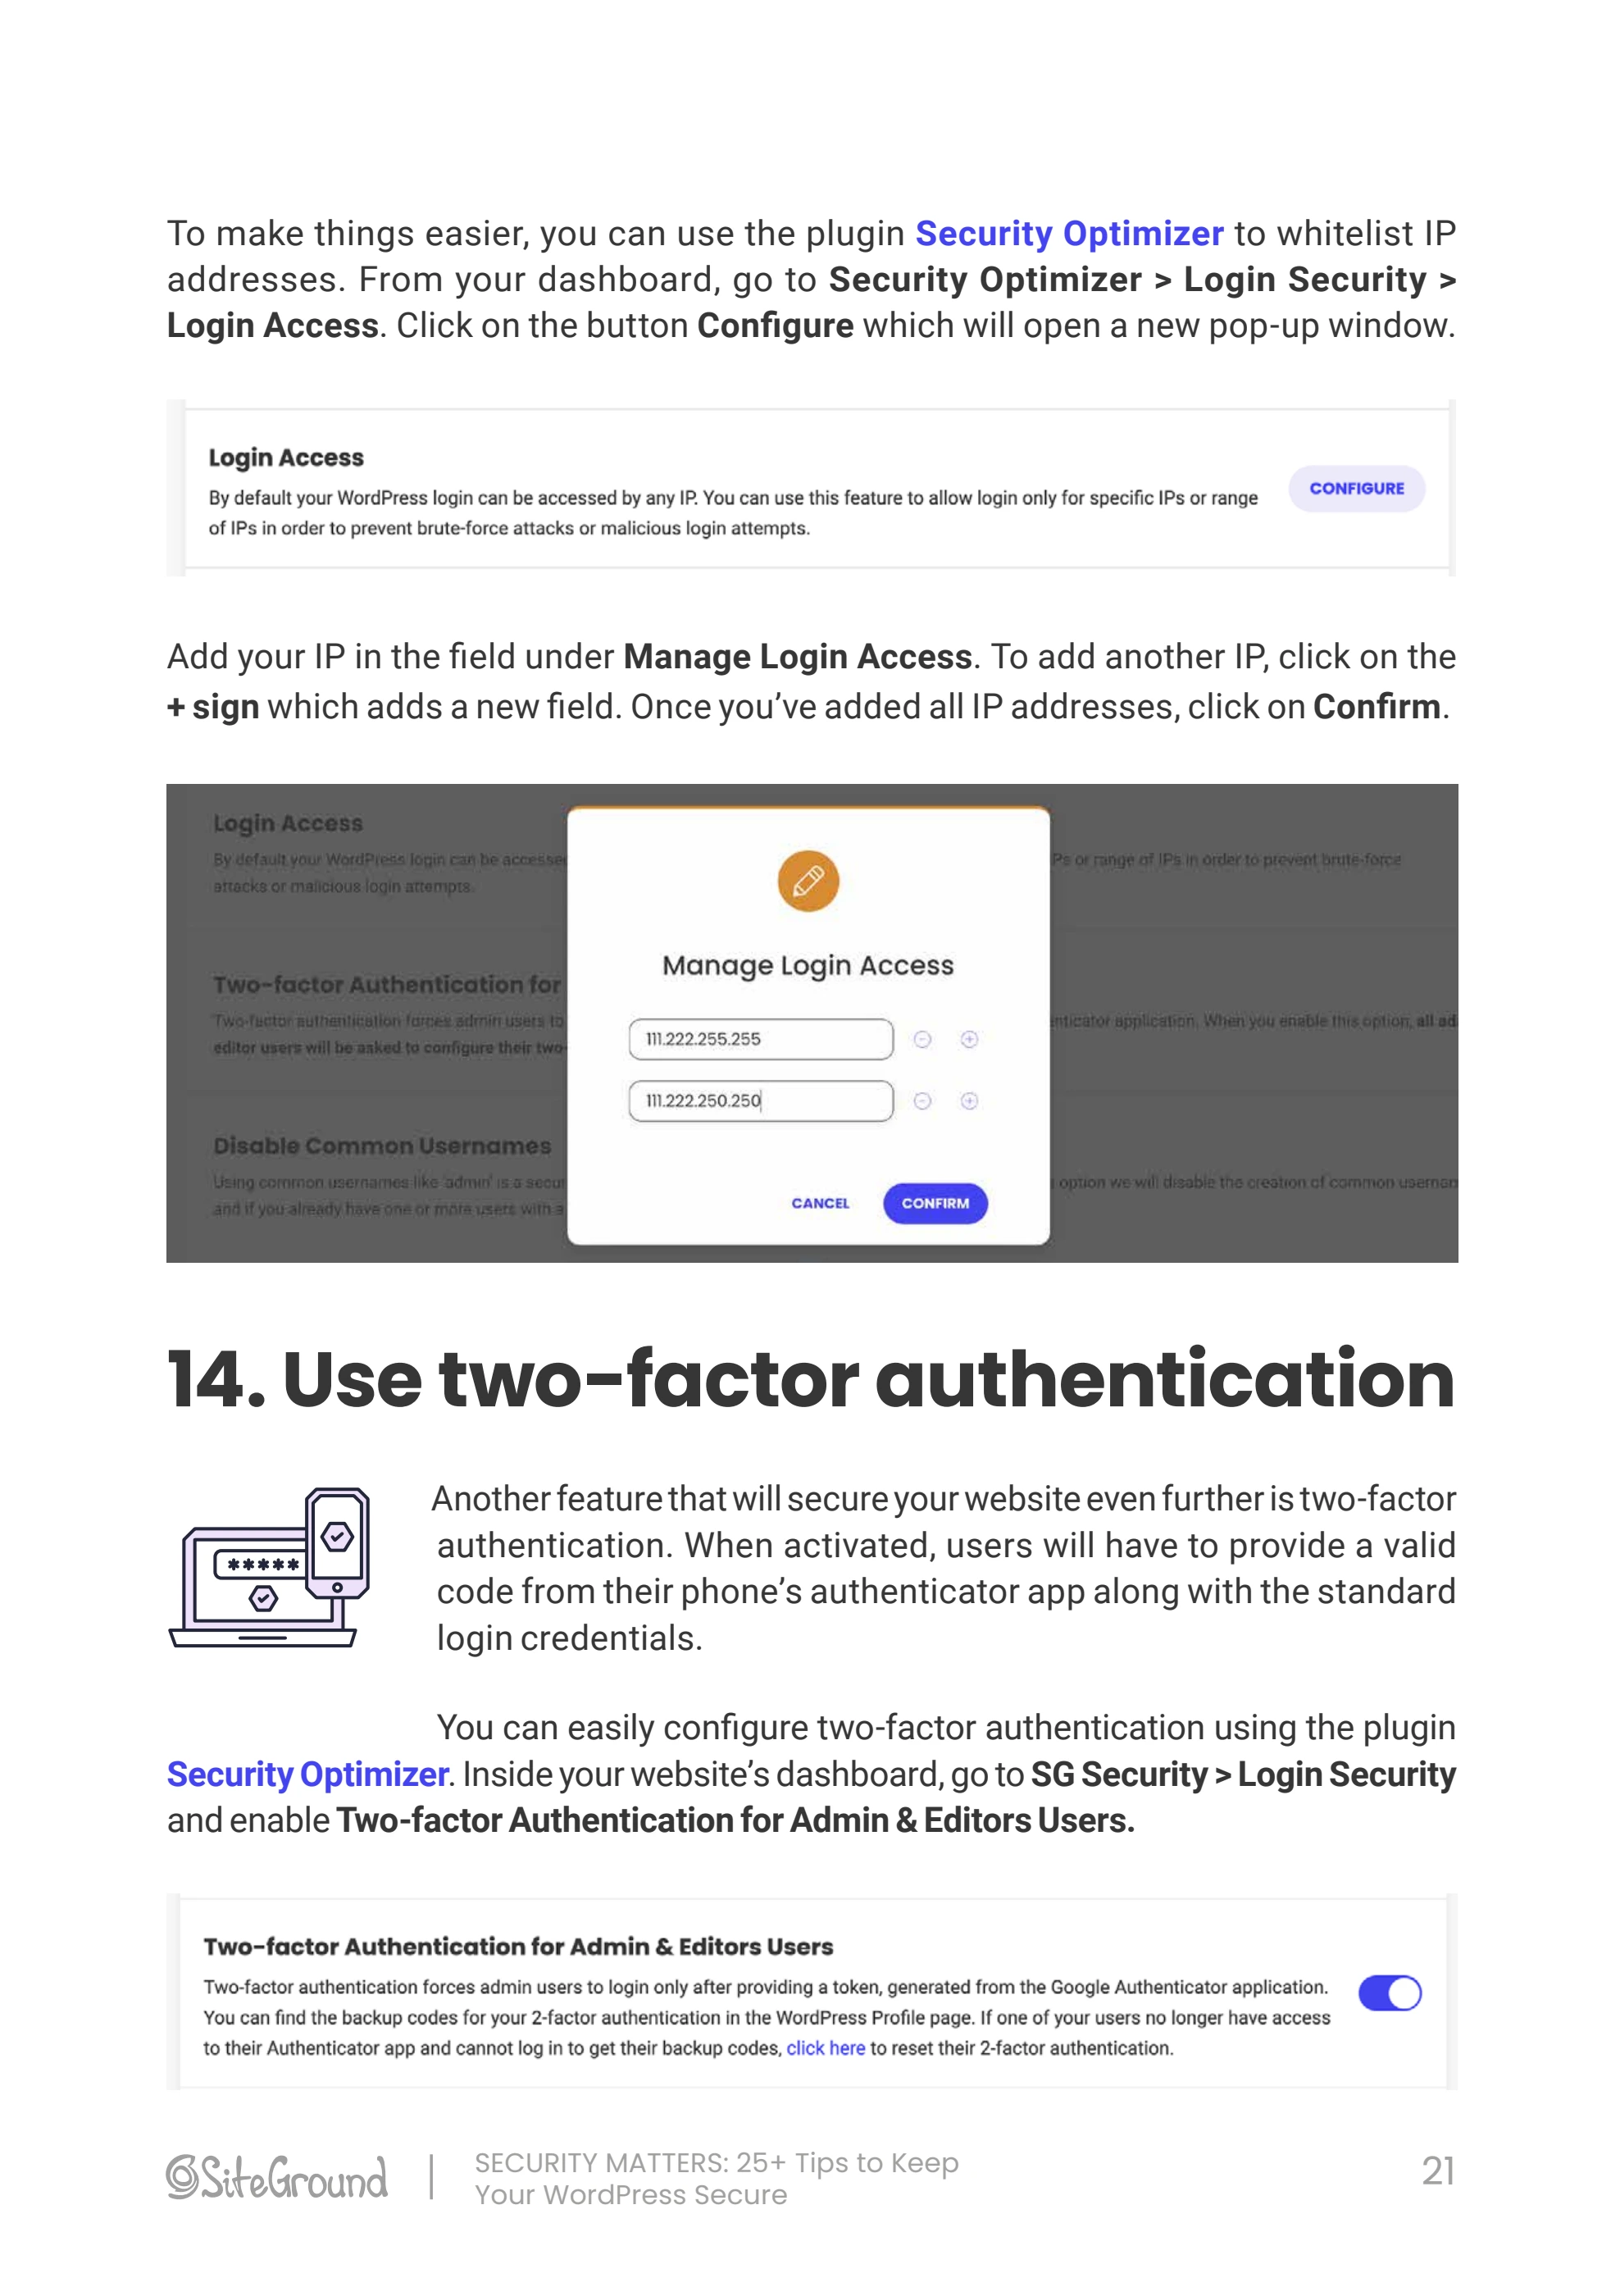 To make things easier, you can use the plugin Security Optimizer to whitelist IP
addresses. From your dashboard, go to Security Optimizer > Login Security >
Login Access. Click on the button Configure which will open a new pop-up window.
Login Access
By default your WordPress login can be accessed by any IP. You can use this feature to allow login only for specific IPs or range
of IPs in order to prevent brute-force attacks or malicious login attempts.
CONFIGURE
Add your IP in the field under Manage Login Access. To add another IP, click on the
+ sign which adds a new field. Once you've added all IP addresses, click on Confirm.
Login Access
By default your WordPress login can be accessed
Ps or range of IPs in order to prevent brute-force
attacks or malicious login attempts.
Two-factor Authentication for
Two-factor authentication forces admin users to
enticator application. When you enable this option, all ad
editor users will be asked to configure their two-
Disable Common Usernames
Using common usernames like 'admin' is a secur
option we will disable the creation of common usernam
and if you already have one or more users with a
Manage Login Access
111.222.255.255
111.222.250.250
CANCEL
CONFIRM
14. Use two-factor authentication
*****
Another feature that will secure your website even further is two-factor
authentication. When activated, users will have to provide a valid
code from their phone's authenticator app along with the standard
login credentials.
You can easily configure two-factor authentication using the plugin
Security Optimizer. Inside your website's dashboard, go to SG Security > Login Security
and enable Two-factor Authentication for Admin & Editors Users.
Two-factor Authentication for Admin & Editors Users
Two-factor authentication forces admin users to login only after providing a token, generated from the Google Authenticator application.
You can find the backup codes for your 2-factor authentication in the WordPress Profile page. If one of your users no longer have access
to their Authenticator app and cannot log in to get their backup codes, click here to reset their 2-factor authentication.
SiteGround
SECURITY MATTERS: 25+ Tips to Keep
Your WordPress Secure
21